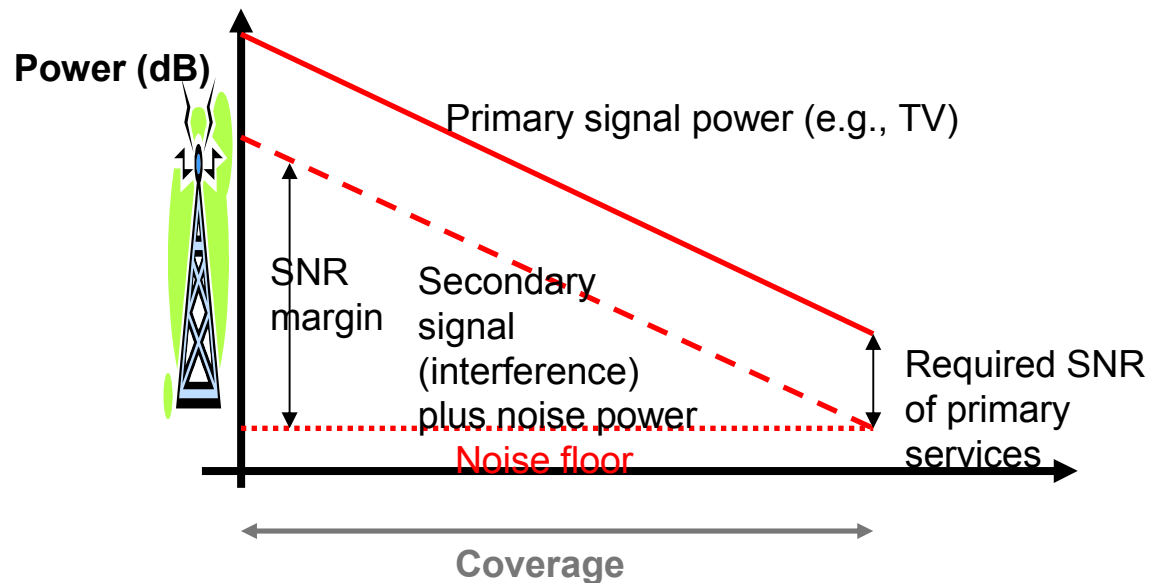 Power (dB)
Primary signal power (e.g., TV)
SNR
margin
Secondary
signal
(interference)
plus noise power
Required SNR
of primary
services
Noise floor
Coverage